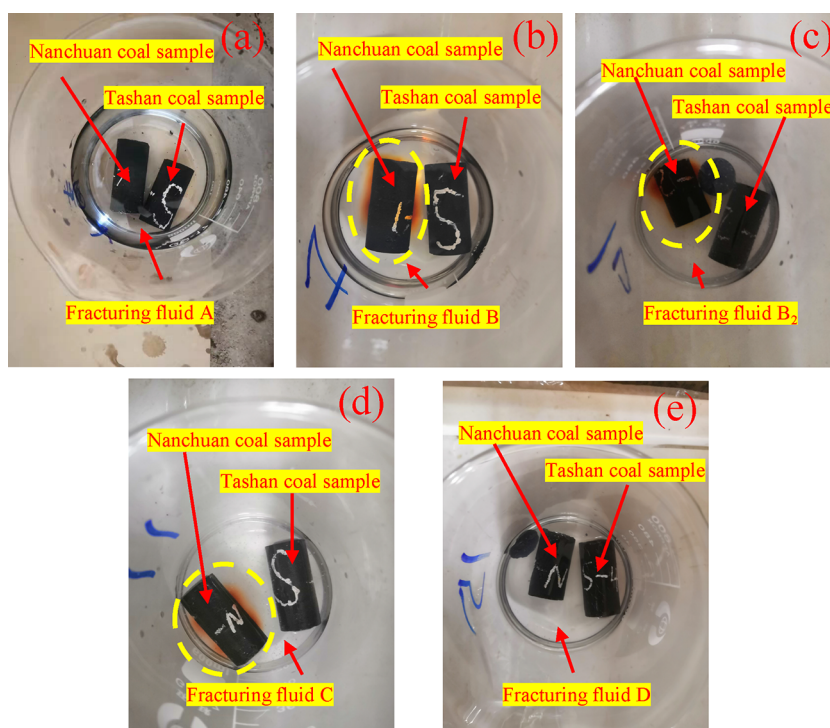 (a)
Nanchuan coal sample
Tashan coal sample
S
Fracturing fluid A
(b)
Nanchuan coal sample
Tashan coal sample
S
Fracturing fluid B
(c)
Nanchuan coal sample
Tashan coal sample
Fracturing fluid B₂
(d)
Nanchuan coal sample
Tashan coal sample
N
S
Fracturing fluid C
(e)
Nanchuan coal sample
Tashan coal sample
N
S-L
Fracturing fluid D